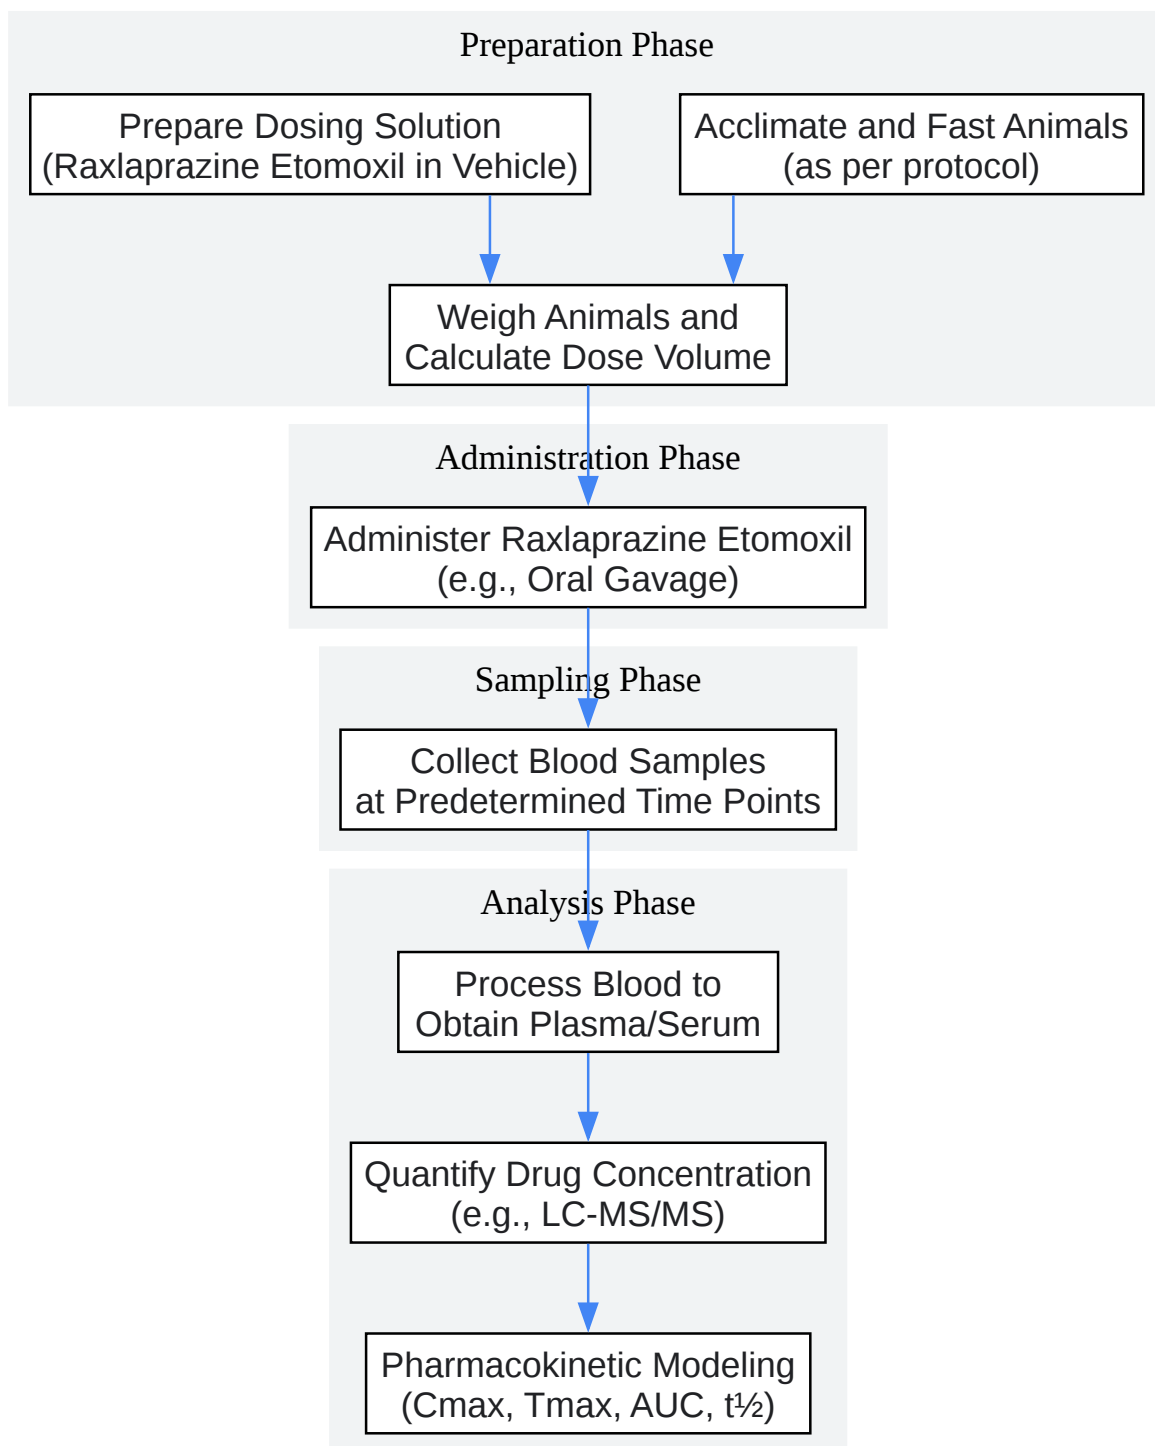 Preparation Phase
Prepare Dosing Solution
(Raxlaprazine Etomoxil in Vehicle)
Acclimate and Fast Animals
(as per protocol)
Weigh Animals and
Calculate Dose Volume
Administration Phase
Administer Raxlaprazine Etomoxil
(e.g., Oral Gavage)
Sampling Phase
Collect Blood Samples
at Predetermined Time Points
Analysis Phase
Process Blood to
Obtain Plasma/Serum
Quantify Drug Concentration
(e.g., LC-MS/MS)
Pharmacokinetic Modeling
(Cmax, Tmax, AUC, t½)